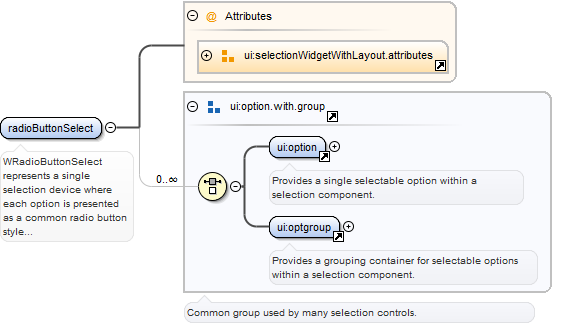 @ Attributes
ui:selectionWidgetWithLayout.attributes
radioButtonSelect
WRadioButtonSelect
represents a single
selection device where
each option is presented
as a common radio button
style...
ui:option.with.group
0..∞
ui:option
Provides a single selectable option within a
selection component.
ui:optgroup
Provides a grouping container for selectable options
within a selection component.
Common group used by many selection controls.